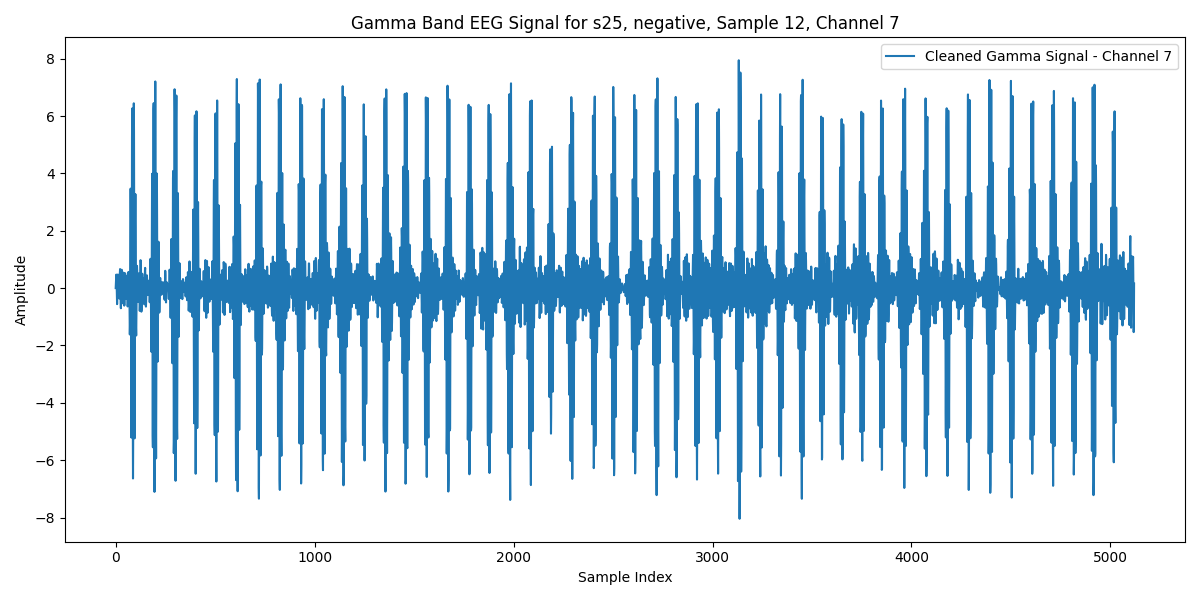 Gamma Band EEG Signal for s25, negative, Sample 12, Channel 7
Cleaned Gamma Signal - Channel 7
8
6
4
2
0
−2
−4
−6
−8
Amplitude
0 1000 2000 3000 4000 5000
Sample Index